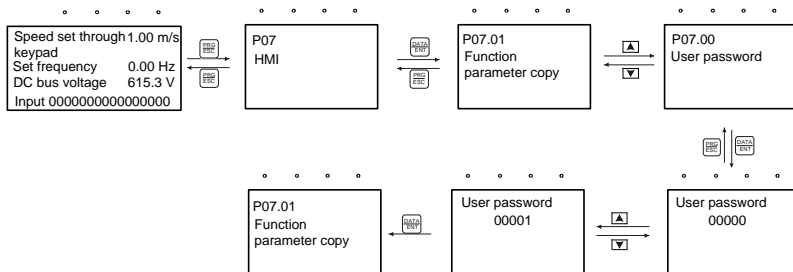 Speed set through 1.00 m/s
keypad
Set frequency 0.00 Hz
DC bus voltage 615.3 V
Input 0000000000000000
PRG
ESC
PRG
ESC
P07
HMI
DATA
ENT
PRG
ESC
P07.01
Function
parameter copy
P07.00
User password
PRG
ESC
DATA
ENT
P07.01
Function
parameter copy
DATA
ENT
User password
00001
User password
00000